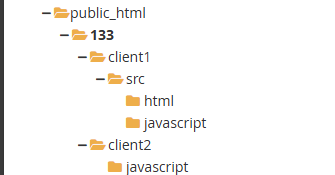 public_html
133
client1
src
html
javascript
client2
javascript